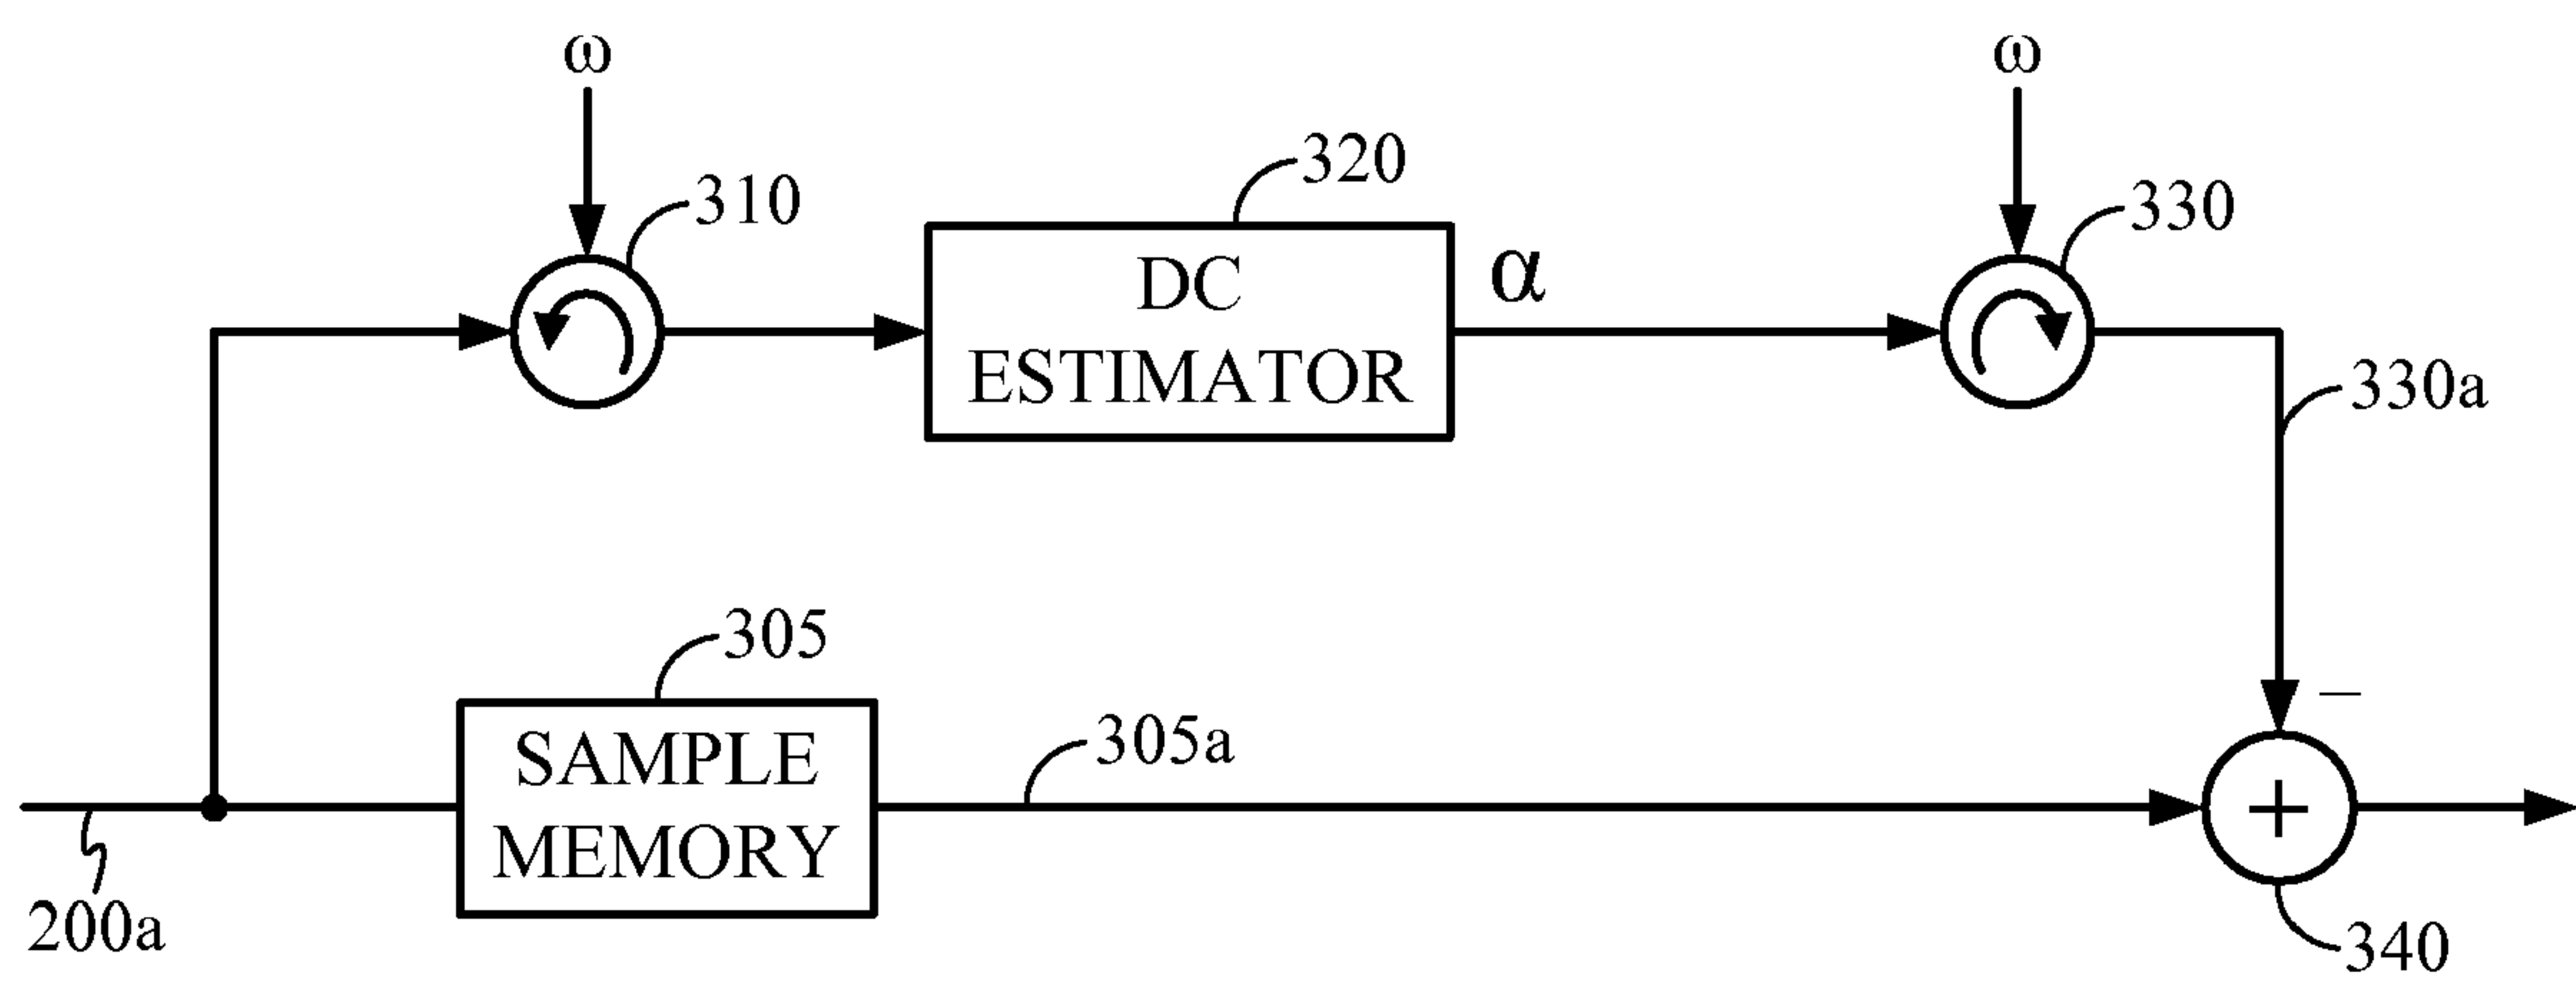 ω
ω
320
310
330
DC
ESTIMATOR
α
330a
305
SAMPLE
MEMORY
305a
−
+
200a
340